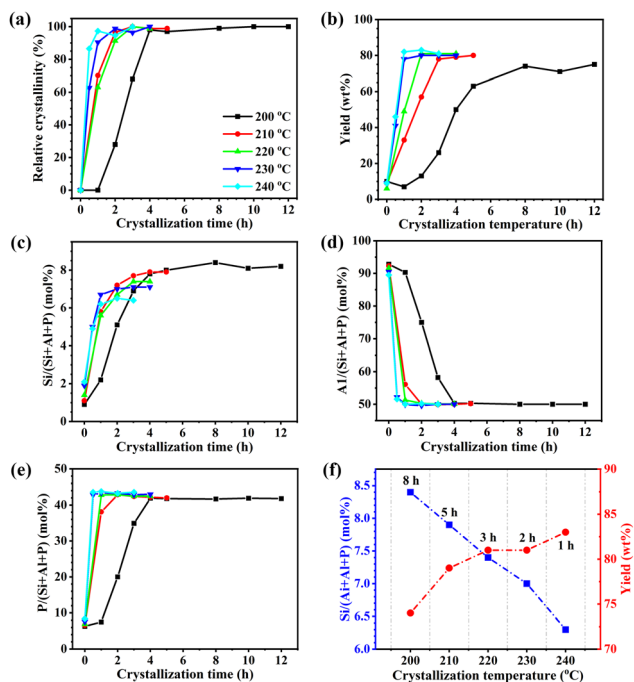 (a)
Relative crystallinity (%)
100
80
60
40
20
0
200 °C
210 °C
220 °C
230 °C
240 °C
0 2 4 6 8 10 12
Crystallization time (h)
(b)
Yield (wt%)
100
80
60
40
20
0
0 2 4 6 8 10 12
Crystallization temperature (h)
(c)
Si/(Si+Al+P) (mol%)
10
8
6
4
2
0
0 2 4 6 8 10 12
Crystallization time (h)
(d)
A1/(Si+Al+P) (mol%)
100
90
80
70
60
50
40
0 2 4 6 8 10 12
Crystallization time (h)
(e)
P/(Si+Al+P) (mol%)
50
40
30
20
10
0
0 2 4 6 8 10 12
Crystallization time (h)
(f)
Si/(Ai+Al+P) (mol%)
8.5
8.0
7.5
7.0
6.5
6.0
8 h
5 h
3 h
2 h
1 h
90
85
80
75
70
Yield (wt%)
200 210 220 230 240
Crystallization temperature (°C)